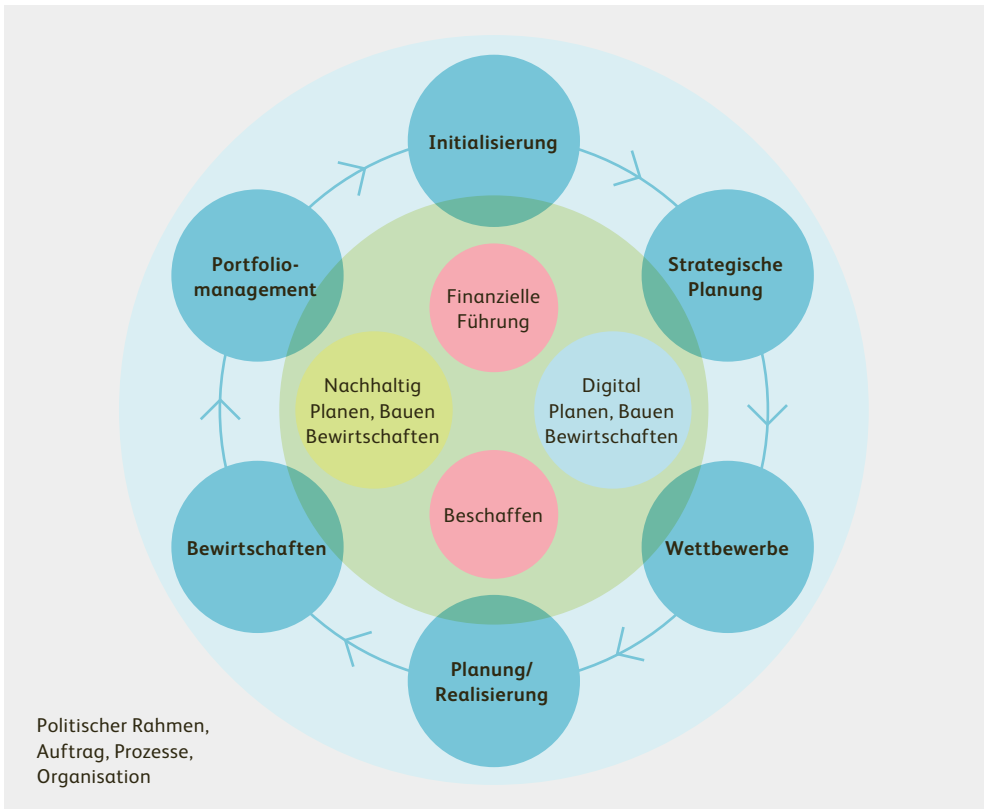 Initialisierung
Strategische
Planung
Wettbewerbe
Planung/
Realisierung
Bewirtschaften
Portfolio-
management
Finanzielle
Führung
Digital
Planen, Bauen
Bewirtschaften
Beschaffen
Nachhaltig
Planen, Bauen
Bewirtschaften
Politischer Rahmen,
Auftrag, Prozesse,
Organisation